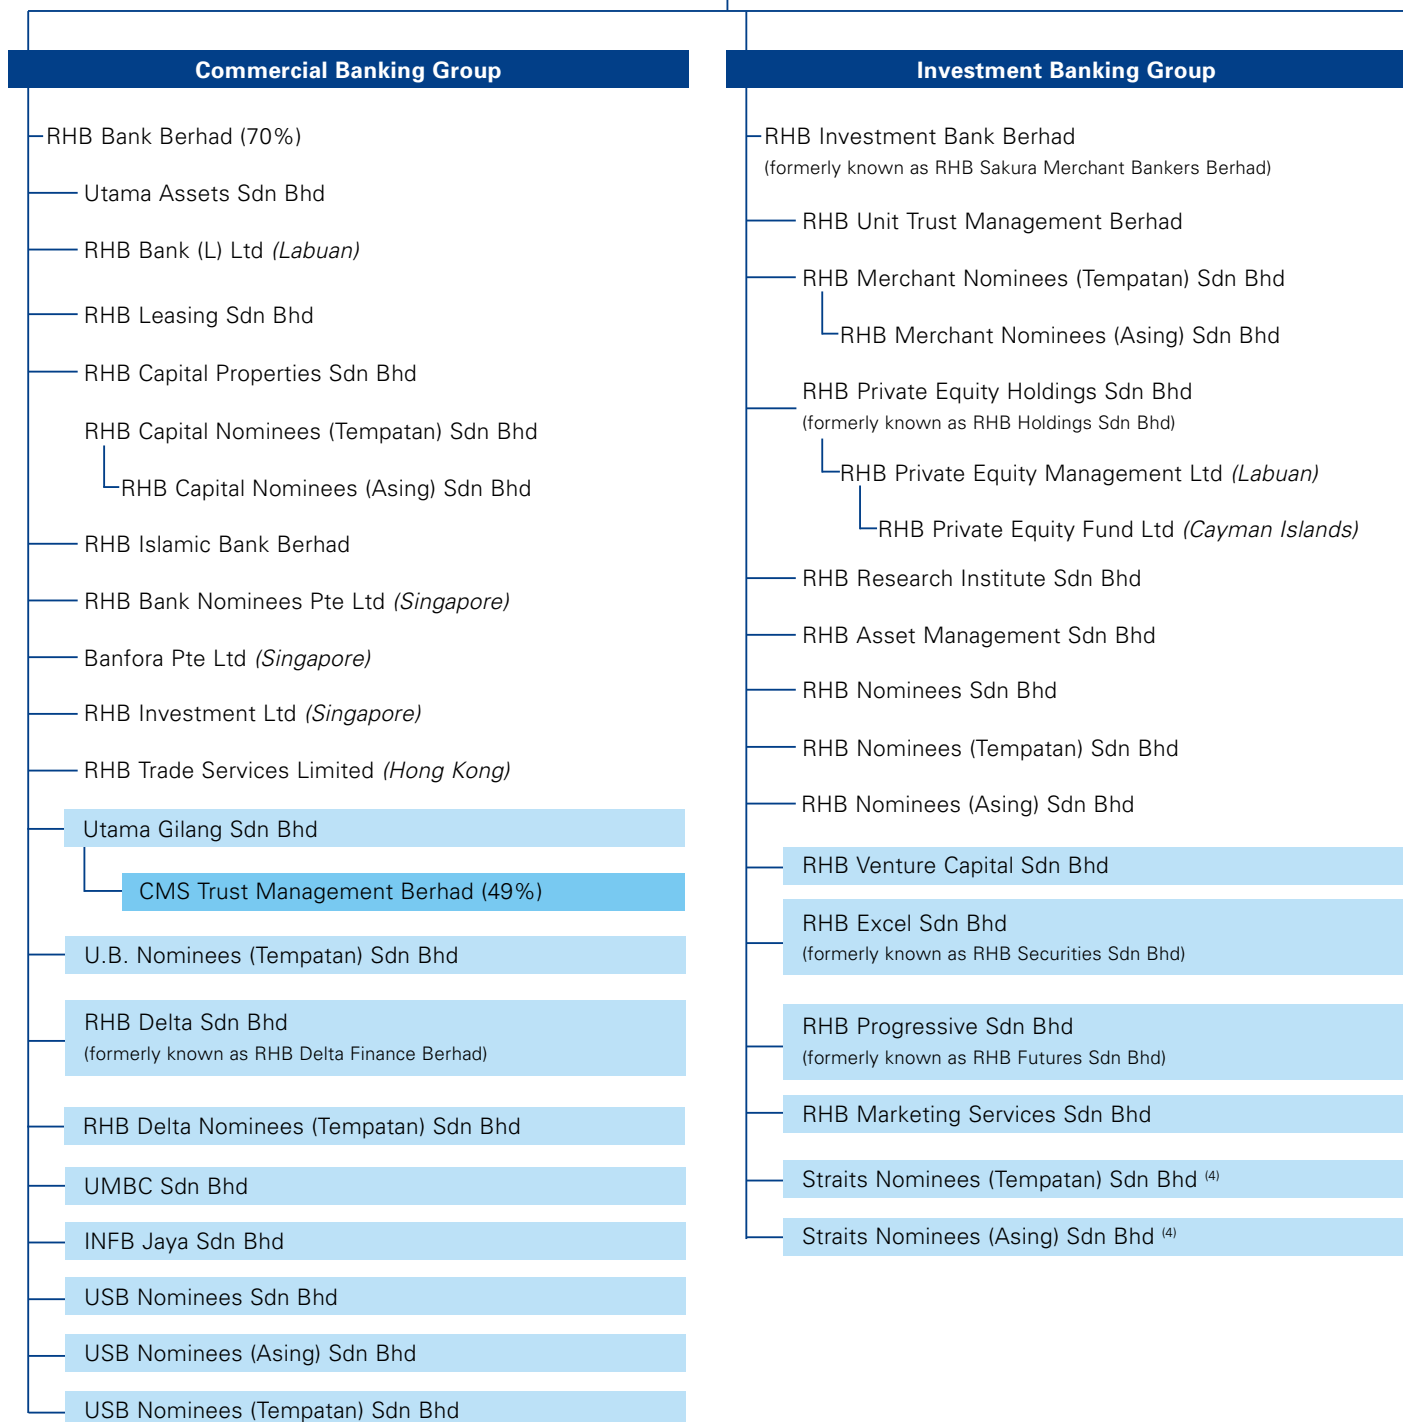 Commercial Banking Group
RHB Bank Berhad (70%)
Utama Assets Sdn Bhd
RHB Bank (L) Ltd (Labuan)
RHB Leasing Sdn Bhd
RHB Capital Properties Sdn Bhd
RHB Capital Nominees (Tempatan) Sdn Bhd
RHB Capital Nominees (Asing) Sdn Bhd
RHB Islamic Bank Berhad
RHB Bank Nominees Pte Ltd (Singapore)
Banfora Pte Ltd (Singapore)
RHB Investment Ltd (Singapore)
RHB Trade Services Limited (Hong Kong)
Utama Gilang Sdn Bhd
CMS Trust Management Berhad (49%)
U.B. Nominees (Tempatan) Sdn Bhd
RHB Delta Sdn Bhd
(formerly known as RHB Delta Finance Berhad)
RHB Delta Nominees (Tempatan) Sdn Bhd
UMBC Sdn Bhd
INFB Jaya Sdn Bhd
USB Nominees Sdn Bhd
USB Nominees (Asing) Sdn Bhd
USB Nominees (Tempatan) Sdn Bhd
Investment Banking Group
RHB Investment Bank Berhad
(formerly known as RHB Sakura Merchant Bankers Berhad)
RHB Unit Trust Management Berhad
RHB Merchant Nominees (Tempatan) Sdn Bhd
RHB Merchant Nominees (Asing) Sdn Bhd
RHB Private Equity Holdings Sdn Bhd
(formerly known as RHB Holdings Sdn Bhd)
RHB Private Equity Management Ltd (Labuan)
RHB Private Equity Fund Ltd (Cayman Islands)
RHB Research Institute Sdn Bhd
RHB Asset Management Sdn Bhd
RHB Nominees Sdn Bhd
RHB Nominees (Tempatan) Sdn Bhd
RHB Nominees (Asing) Sdn Bhd
RHB Venture Capital Sdn Bhd
RHB Excel Sdn Bhd
(formerly known as RHB Securities Sdn Bhd)
RHB Progressive Sdn Bhd
(formerly known as RHB Futures Sdn Bhd)
RHB Marketing Services Sdn Bhd
Straits Nominees (Tempatan) Sdn Bhd (4)
Straits Nominees (Asing) Sdn Bhd (4)